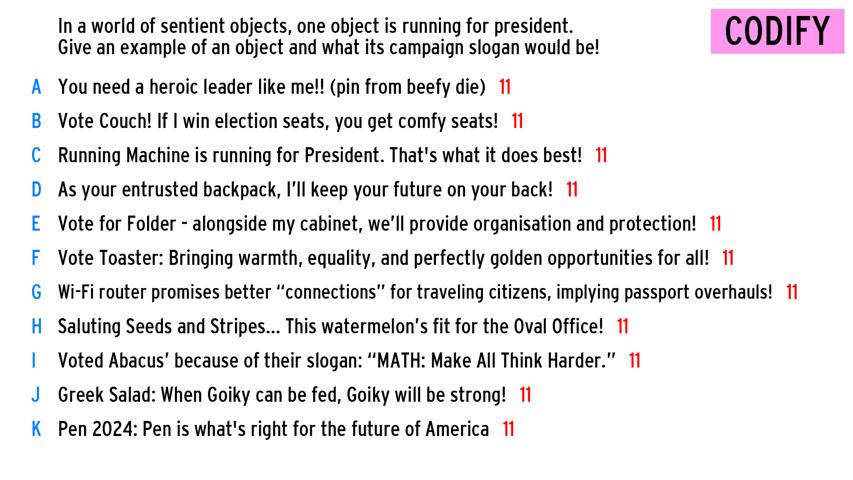 In a world of sentient objects, one object is running for president.
Give an example of an object and what its campaign slogan would be!
CODIFY
A You need a heroic leader like me!! (pin from beefy die) 11
B Vote Couch! If I win election seats, you get comfy seats! 11
C Running Machine is running for President. That's what it does best! 11
D As your entrusted backpack, I’ll keep your future on your back! 11
E Vote for Folder - alongside my cabinet, we’ll provide organisation and protection! 11
F Vote Toaster: Bringing warmth, equality, and perfectly golden opportunities for all! 11
G Wi-Fi router promises better “connections” for traveling citizens, implying passport overhauls! 11
H Saluting Seeds and Stripes... This watermelon’s fit for the Oval Office! 11
I Voted Abacus’ because of their slogan: “MATH: Make All Think Harder.” 11
J Greek Salad: When Goiky can be fed, Goiky will be strong! 11
K Pen 2024: Pen is what's right for the future of America 11